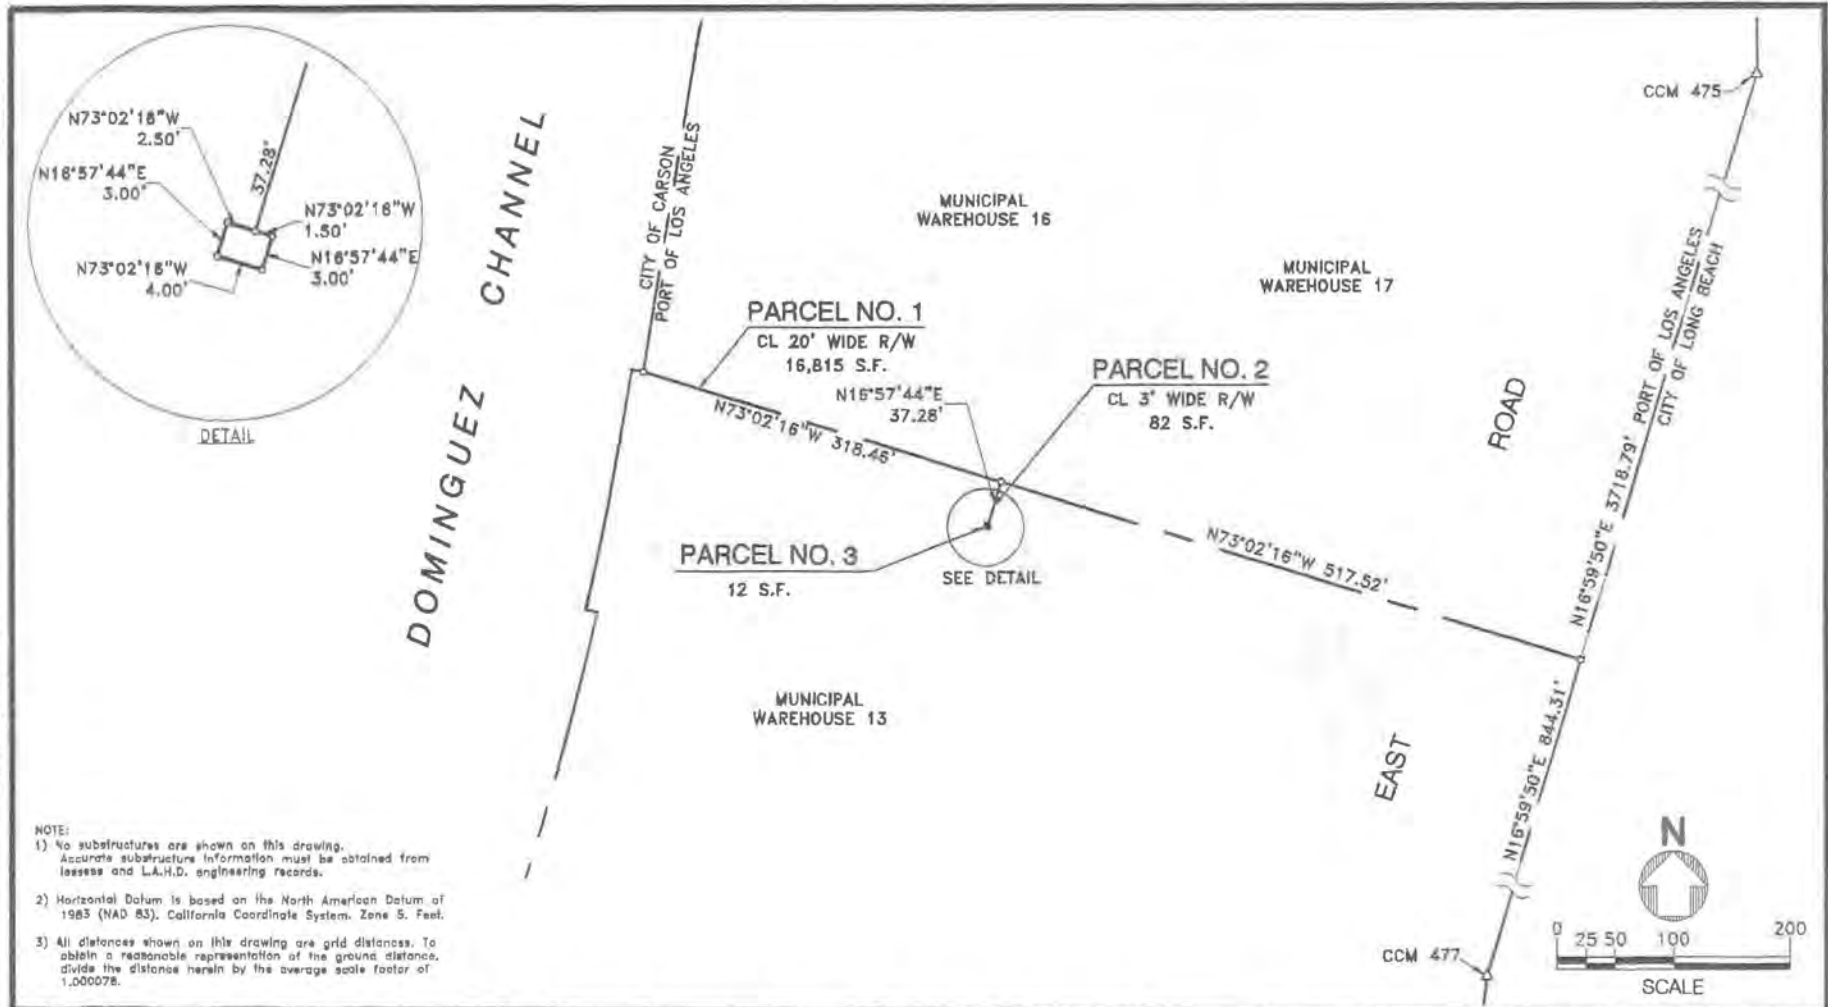 N73°02'16"W
2.50'
N16°57'44"E
3.00'
37.28'
N73°02'16"W
1.50'
N16°57'44"E
3.00'
N73°02'16"W
4.00'
DETAIL
DOMINGUEZ CHANNEL
CITY OF CARSON
PORT OF LOS ANGELES
MUNICIPAL
WAREHOUSE 16
MUNICIPAL
WAREHOUSE 17
CCM 475
PARCEL NO. 1
CL 20' WIDE R/W
16,815 S.F.
N16°57'44"E
37.28'
PARCEL NO. 2
CL 3' WIDE R/W
82 S.F.
N73°02'16"W 318.45'
PARCEL NO. 3
12 S.F.
SEE DETAIL
N73°02'16"W 517.52'
EAST ROAD
N16°59'50"E 3718.79' PORT OF LOS ANGELES
CITY OF LONG BEACH
MUNICIPAL
WAREHOUSE 13
N16°59'50"E 844.31'
CCM 477
NOTE:
1) No substructures are shown on this drawing.
Accurate substructure information must be obtained from
lessees and L.A.H.D. engineering records.
2) Horizontal Datum is based on the North American Datum of
1983 (NAD 83). California Coordinate System. Zone 5. Feet.
3) All distances shown on this drawing are grid distances. To
obtain a reasonable representation of the ground distance,
divide the distance herein by the average scale factor of
1.000078.
N
0 25 50 100 200
SCALE